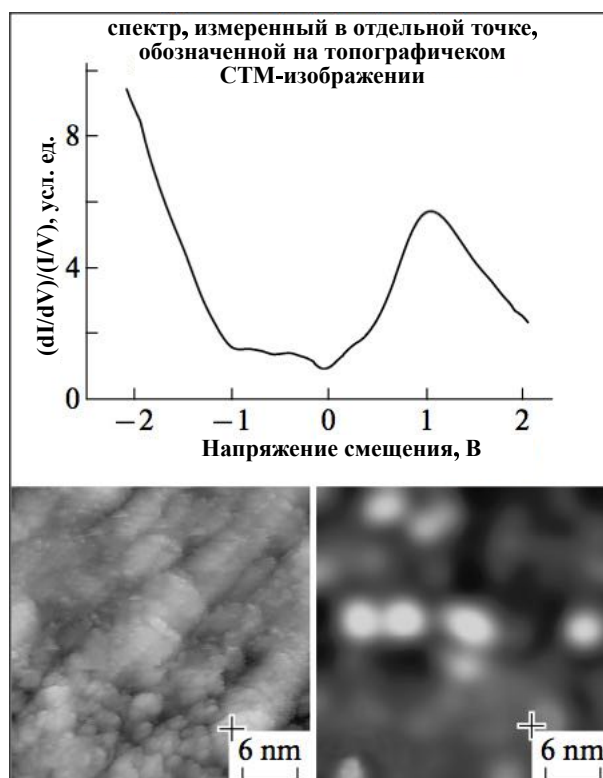 спектр, измеренный в отдельной точке,
обозначенной на топографичеком
СТМ-изображении
(dI/dV)/(I/V), усл. ед.
8
4
0
−2 −1 0 1 2
Напряжение смещения, В
6 nm 6 nm